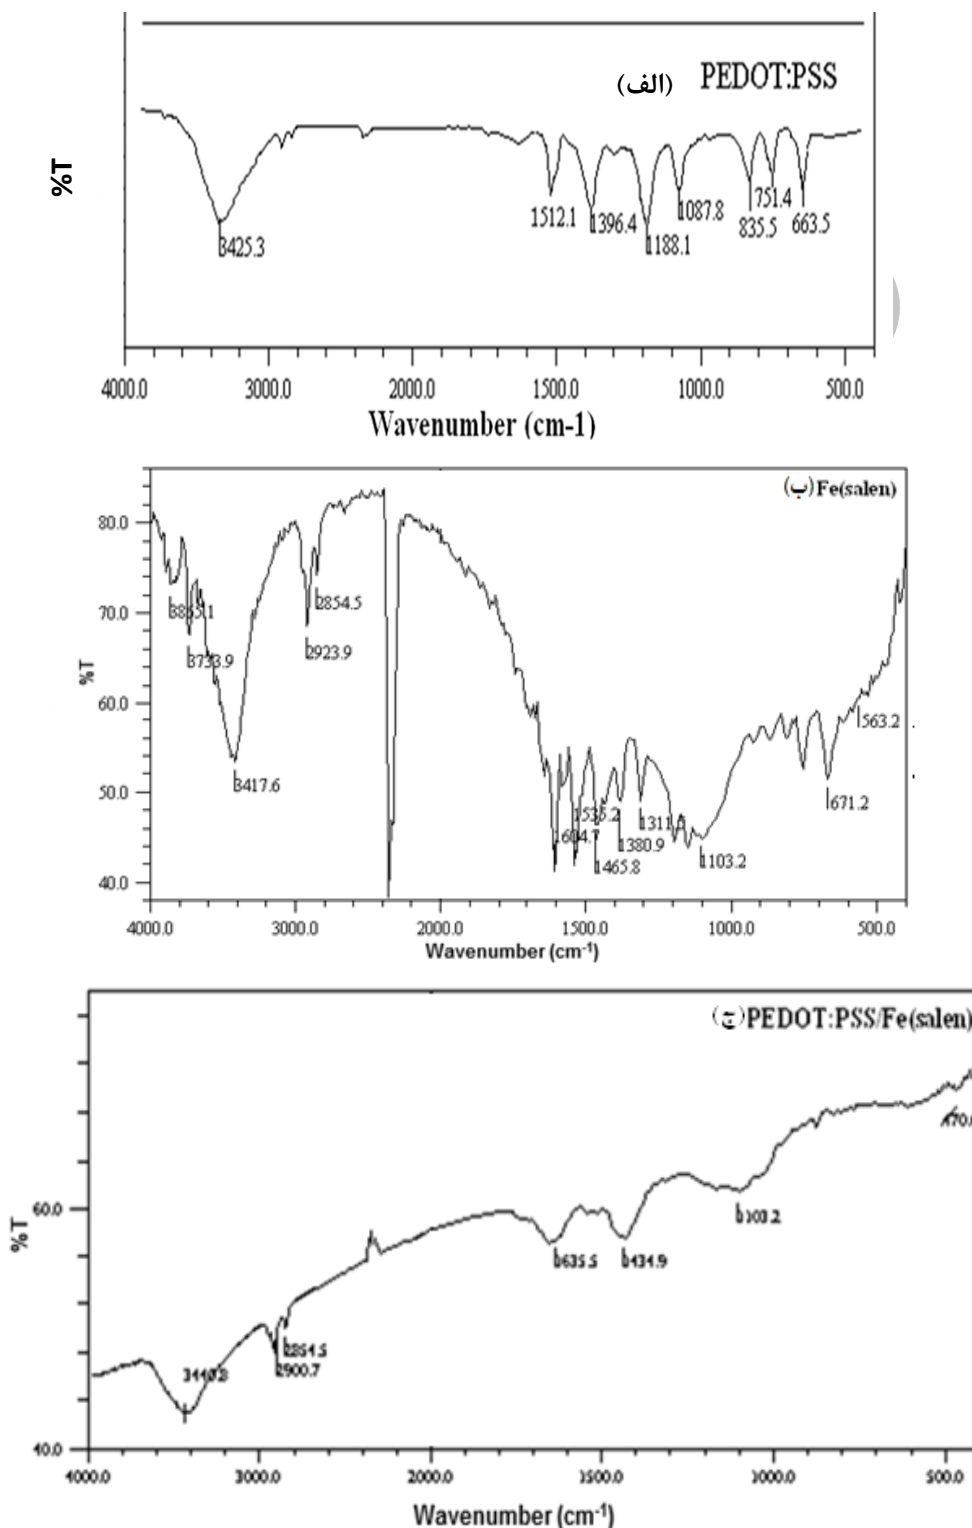 (الف) PEDOT:PSS
%T
3425.3
1512.1
1396.4
1188.1
1087.8
835.5
751.4
663.5
4000.0 3000.0 2000.0 1500.0 1000.0 500.0
Wavenumber (cm-1)
(ب) Fe(salen)
%T
80.0
70.0
60.0
50.0
40.0
3733.9
3417.6
2923.9
2854.5
1535.2
1465.8
1380.9
1103.2
671.2
563.2
4000.0 3000.0 2000.0 1500.0 1000.0 500.0
Wavenumber (cm-1)
(ج) PEDOT:PSS/Fe(salen)
%T
60.0
40.0
3440.8
2900.7
2854.5
1635.5
1434.9
1103.2
4000.0 3000.0 2000.0 1500.0 1000.0 500.0
Wavenumber (cm-1)